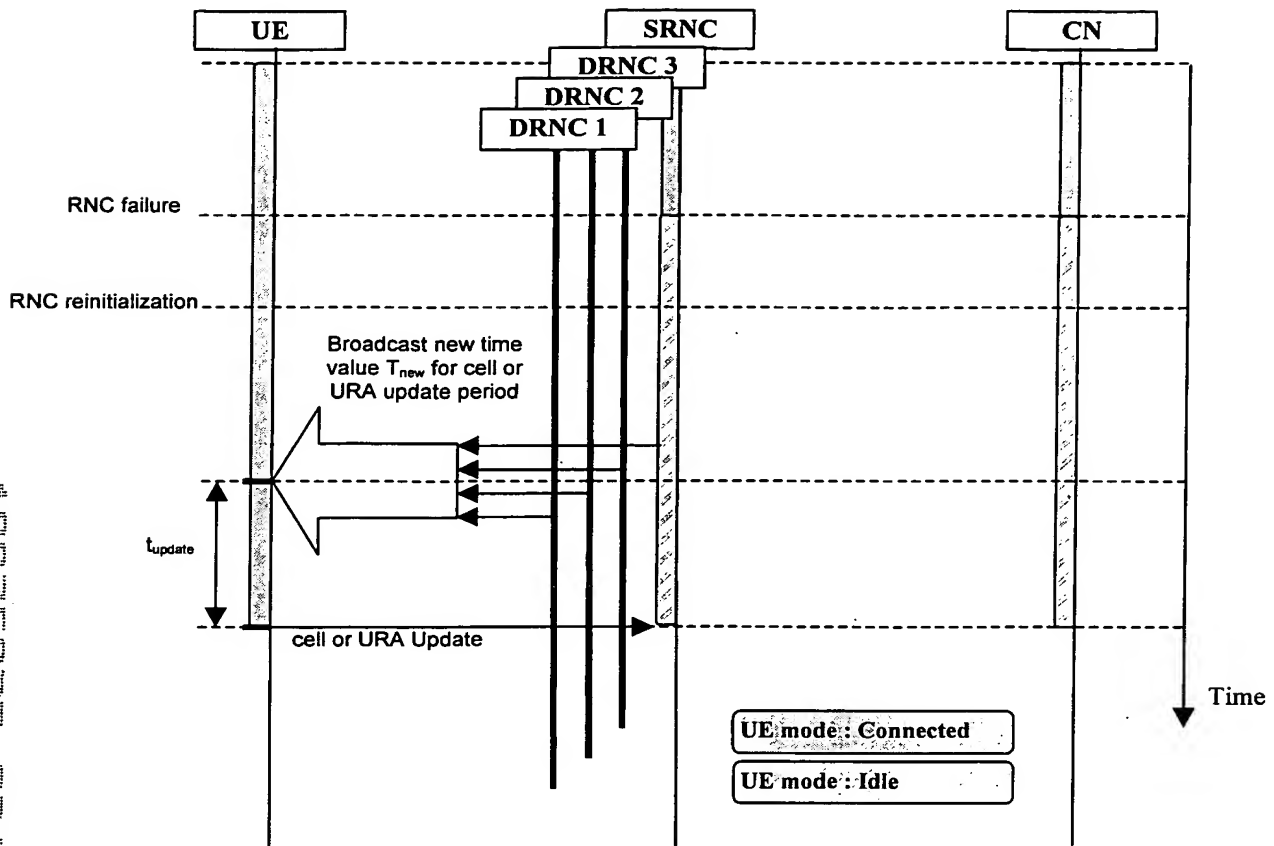 UE
SRNC
CN
DRNC 3
DRNC 2
DRNC 1
RNC failure
RNC reinitialization
Broadcast new time
value Tnew for cell or
URA update period
tupdate
cell or URA Update
Time
UE mode : Connected
UE mode : Idle